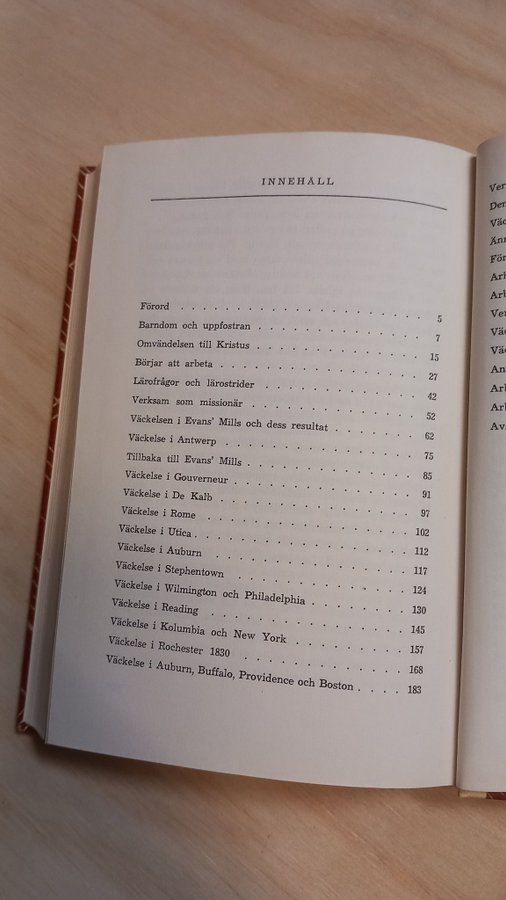 INNEHÅLL
Förord . . . . . . . . . . . . . . . 5
Barndom och uppfostran . . . . . . . . . . . 7
Omvändelsen till Kristus . . . . . . . . . . . 15
Börjar att arbeta . . . . . . . . . . . . . 27
Lärofrågor och lärostrider . . . . . . . . . . 42
Verksam som missionär . . . . . . . . . . . 52
Väckelsen i Evans' Mills och dess resultat . . . . . . 62
Väckelse i Antwerp . . . . . . . . . . . . 75
Tillbaka till Evans' Mills . . . . . . . . . . . 85
Väckelse i Gouverneur . . . . . . . . . . . 91
Väckelse i De Kalb . . . . . . . . . . . . 97
Väckelse i Rome . . . . . . . . . . . . . 102
Väckelse i Utica . . . . . . . . . . . . . 112
Väckelse i Auburn . . . . . . . . . . . . 117
Väckelse i Stephentown . . . . . . . . . . . 124
Väckelse i Wilmington och Philadelphia . . . . . . . 130
Väckelse i Reading . . . . . . . . . . . . 145
Väckelse i Kolumbia och New York . . . . . . . . 157
Väckelse i Rochester 1830 . . . . . . . . . . 168
Väckelse i Auburn, Buffalo, Providence och Boston . . . . 183